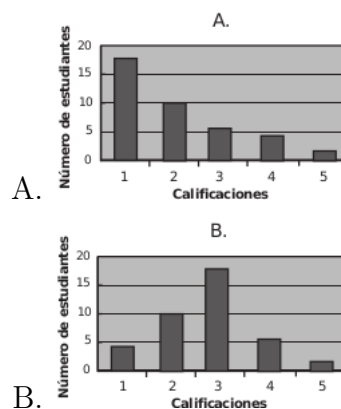 A.
A.
Número de estudiantes
20
15
10
5
0
1 2 3 4 5
Calificaciones
B.
B.
Número de estudiantes
20
15
10
5
0
1 2 3 4 5
Calificaciones